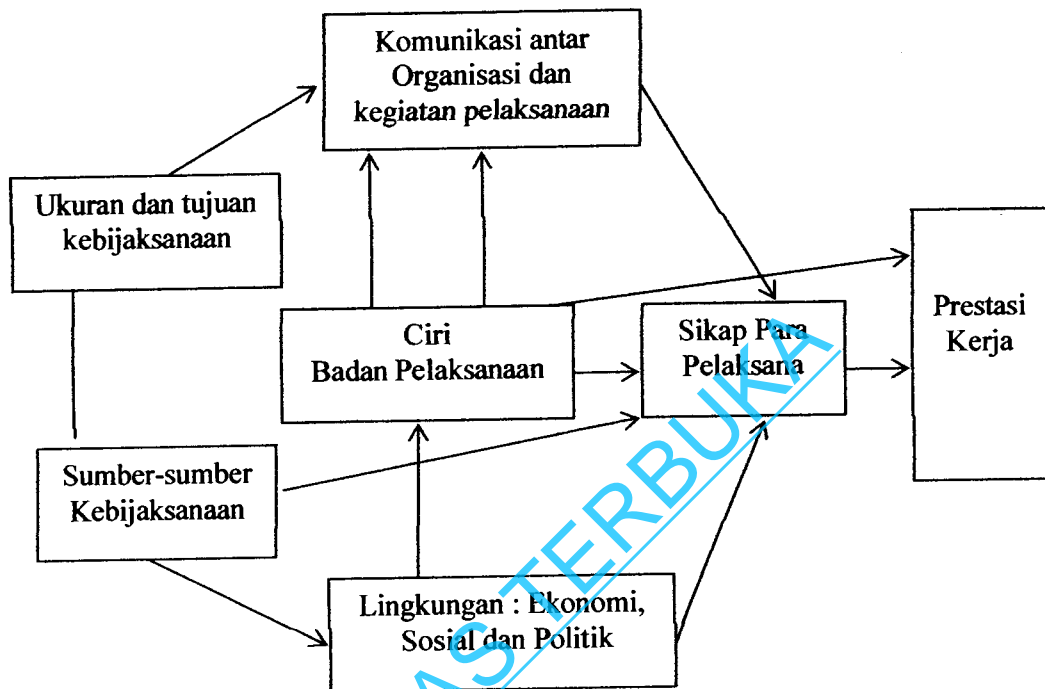 Komunikasi antar
Organisasi dan
kegiatan pelaksanaan
Ukuran dan tujuan
kebijaksanaan
Ciri
Badan Pelaksanaan
Sikap Para
Pelaksana
Prestasi
Kerja
Sumber-sumber
Kebijaksanaan
Lingkungan : Ekonomi,
Sosial dan Politik
AS TERBUKA